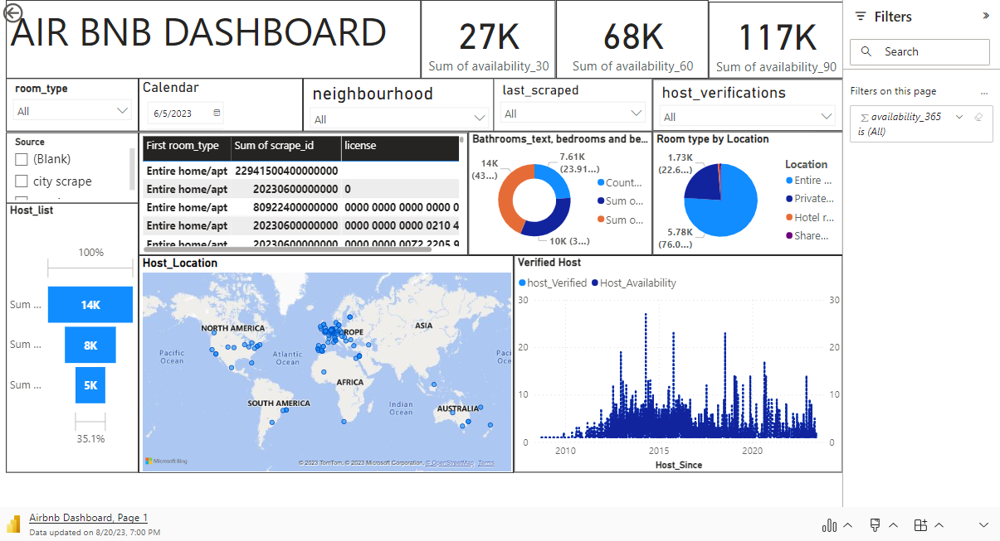 AIR BNB DASHBOARD
27K
Sum of availability_30
68K
Sum of availability_60
117K
Sum of availability_90
Filters
Search
Filters on this page
...
availability_365
is (All)
room_type
All
Calendar
6/5/2023
neighbourhood
All
last_scraped
All
host_verifications
All
Source
(Blank)
city scrape
First room_type Sum of scrape_id license
Entire home/apt 22941500400000000
Entire home/apt 20230600000000 0
Entire home/apt 80922400000000 0000 0000 0000 0000 0
Entire home/apt 20230600000000 0000 0000 0000 0210 4
Entire home/apt 20230600000000 0000 0000 0072 2205 9
Bathrooms_text, bedrooms and be...
14K
(43...)
7.61K
(23.91...)
10K (3...)
Count...
Sum o...
Sum o...
Room type by Location
1.73K
(22.6...)
5.78K
(76.0...)
Location
Entire ...
Private...
Hotel r...
Share...
Host_list
100%
Sum ... 14K
Sum ... 8K
Sum ... 5K
35.1%
Host_Location
NORTH AMERICA
ASIA
Pacific
Ocean
Atlantic
Ocean
AFRICA
SOUTH AMERICA
Indian
Ocean
AUSTRALIA
Microsoft Bing
© 2023 TomTom, © 2023 Microsoft Corporation, © OpenStreetMap Terms
Verified Host
host_Verified Host_Availability
30 30
20 20
10 10
0 0
2010 2015 2020
Host_Since
Airbnb Dashboard, Page 1
Data updated on 8/20/23, 7:00 PM